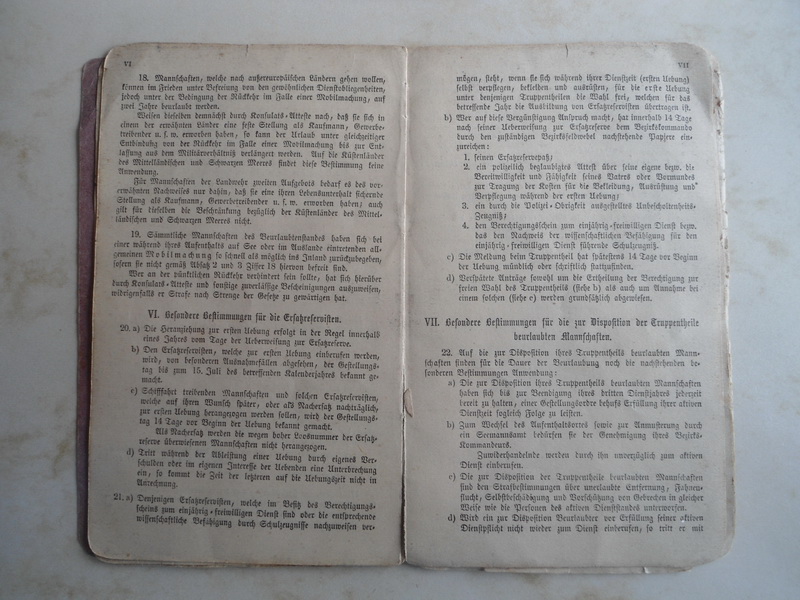 VI
18. Mannschaften, welche nach außereuropäischen Ländern gehen wollen,
können im Frieden unter Befreiung von den gewöhnlichen Dienstobliegenheiten,
jedoch unter der Bedingung der Rückkehr im Falle einer Mobilmachung, auf
zwei Jahre beurlaubt werden.
Weisen dieselben demnächst durch Konsulats-Atteste nach, daß sie sich in
einem der erwähnten Länder eine feste Stellung als Kaufmann, Gewerbe-
treibender u. s. w. erworben haben, so kann der Urlaub unter gleichzeitiger
Entbindung von der Rückkehr im Falle einer Mobilmachung bis zur Ent-
lassung aus dem Militärverhältniß verlängert werden. Auf die Küstenländer
des Mittelländischen und Schwarzen Meeres findet diese Bestimmung keine
Anwendung.
Für Mannschaften der Landwehr zweiten Aufgebots bedarf es des vor-
erwähnten Nachweises nur dahin, daß sie eine ihren Lebensunterhalt sichernde
Stellung als Kaufmann, Gewerbetreibender u. s. w. erworben haben; auch
gilt für dieselben die Beschränkung bezüglich der Küstenländer des Mittel-
ländischen und Schwarzen Meeres nicht.
19. Sämmtliche Mannschaften des Beurlaubtenstandes haben sich bei
einer während ihres Aufenthalts auf See oder im Auslande eintretenden all-
gemeinen Mobilmachung so schnell als möglich ins Inland zurückzubegeben,
sofern sie nicht gemäß Absatz 2 und 3 Ziffer 18 hiervon befreit sind.
Wer an der pünktlichen Rückkehr verhindert sein sollte, hat sich hierüber
durch Konsulats-Atteste und sonstige zuverlässige Bescheinigungen auszuweisen,
widrigenfalls er Strafe nach Strenge der Gesetze zu gewärtigen hat.
VI. Besondere Bestimmungen für die Ersatzreservisten.
20. a) Die Heranziehung zur ersten Uebung erfolgt in der Regel innerhalb
eines Jahres vom Tage der Ueberweisung zur Ersatzreserve.
b) Den Ersatzreservisten, welche zur ersten Uebung einberufen werden,
wird, von besonderen Ausnahmefällen abgesehen, der Gestellungs-
tag bis zum 15. Juli des betreffenden Kalenderjahres bekannt ge-
macht.
c) Schifffahrt treibenden Mannschaften und solchen Ersatzreservisten,
welche auf ihren Wunsch später, oder als Nachersatz nachträglich,
zur ersten Uebung herangezogen werden sollen, wird der Gestellungs-
tag 14 Tage vor Beginn der Uebung bekannt gemacht.
Als Nachersatz werden die wegen hoher Loosnummer der Ersatz-
reserve überwiesenen Mannschaften nicht herangezogen.
d) Tritt während der Ableistung einer Uebung durch eigenes Ver-
schulden oder im eigenen Interesse der Uebenden eine Unterbrechung
ein, so kommt die Zeit der letzteren auf die Uebungszeit nicht in
Anrechnung.
21. a) Denjenigen Ersatzreservisten, welche im Besitz des Berechtigungs-
scheins zum einjährig-freiwilligen Dienst sind oder die entsprechende
wissenschaftliche Befähigung durch Schulzeugnisse nachzuweisen ver-
VII
mögen, steht, wenn sie sich während ihrer Dienstzeit (ersten Uebung)
selbst verpflegen, bekleiden und ausrüsten, für die erste Uebung
unter denjenigen Truppentheilen die Wahl frei, welchen für das
betreffende Jahr die Ausbildung von Ersatzreservisten übertragen ist.
b) Wer auf diese Vergünstigung Anspruch macht, hat innerhalb 14 Tage
nach seiner Ueberweisung zur Ersatzreserve dem Bezirkskommando
durch den zuständigen Bezirksfeldwebel nachstehende Papiere ein-
zureichen:
1. seinen Ersatzreservepaß;
2. ein polizeilich beglaubigtes Attest über seine eigene bezw. die
Bereitwilligkeit und Fähigkeit seines Vaters oder Vormundes
zur Tragung der Kosten für die Bekleidung, Ausrüstung und
Verpflegung während der ersten Uebung;
3. ein durch die Polizei-Obrigkeit ausgestelltes Unbescholtenheits-
Zeugniß;
4. den Berechtigungsschein zum einjährig-freiwilligen Dienst bezw.
das den Nachweis der wissenschaftlichen Befähigung für den
einjährig-freiwilligen Dienst führende Schulzeugniß.
c) Die Meldung beim Truppentheil hat spätestens 14 Tage vor Beginn
der Uebung mündlich oder schriftlich stattzufinden.
d) Verspätete Anträge sowohl um die Ertheilung der Berechtigung zur
freien Wahl des Truppentheils (siehe b) als auch um Annahme bei
einem solchen (siehe c) werden grundsätzlich abgewiesen.
VII. Besondere Bestimmungen für die zur Disposition der Truppentheile
beurlaubten Mannschaften.
22. Auf die zur Disposition ihres Truppentheils beurlaubten Mann-
schaften finden für die Dauer der Beurlaubung noch die nachstehenden be-
sonderen Bestimmungen Anwendung:
a) Die zur Disposition ihres Truppentheils beurlaubten Mannschaften
haben sich bis zur Beendigung ihres dritten Dienstjahres jederzeit
bereit zu halten, einer Gestellungsordre behufs Erfüllung ihrer aktiven
Dienstzeit sogleich Folge zu leisten.
b) Zum Wechsel des Aufenthaltsortes sowie zur Anmusterung durch
ein Seemannsamt bedürfen sie der Genehmigung ihres Bezirks-
Kommandeurs.
Zuwiderhandelnde werden durch ihn unverzüglich zum aktiven
Dienst einberufen.
c) Die zur Disposition der Truppentheile beurlaubten Mannschaften
sind den Strafbestimmungen über unerlaubte Entfernung, Fahnen-
flucht, Selbstbeschädigung und Vorschützung von Gebrechen in gleicher
Weise wie die Personen des aktiven Dienststandes unterworfen.
d) Wird ein zur Disposition Beurlaubter vor Erfüllung seiner aktiven
Dienstpflicht nicht wieder zum Dienst einberufen, so tritt er mit